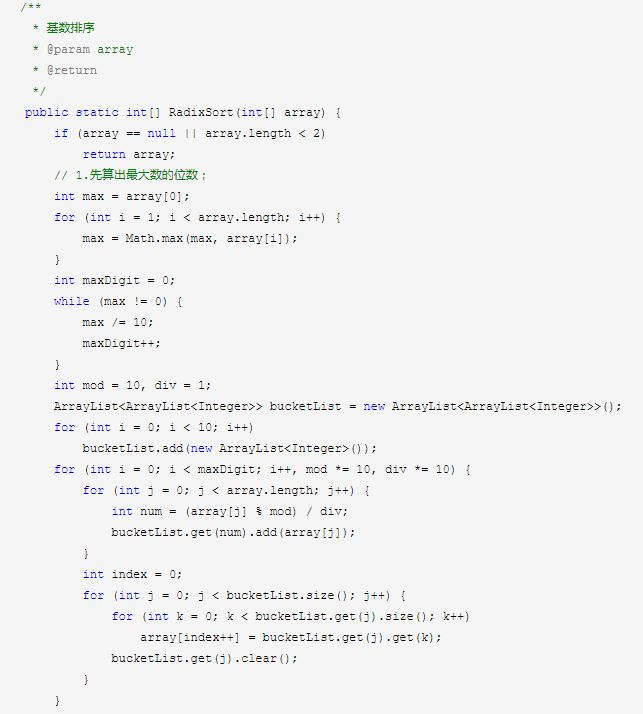 /**
 * 基数排序
 * @param array
 * @return
 */
public static int[] RadixSort(int[] array) {
    if (array == null || array.length < 2)
        return array;
    // 1.先算出最大数的位数；
    int max = array[0];
    for (int i = 1; i < array.length; i++) {
        max = Math.max(max, array[i]);
    }
    int maxDigit = 0;
    while (max != 0) {
        max /= 10;
        maxDigit++;
    }
    int mod = 10, div = 1;
    ArrayList<ArrayList<Integer>> bucketList = new ArrayList<ArrayList<Integer>>();
    for (int i = 0; i < 10; i++)
        bucketList.add(new ArrayList<Integer>());
    for (int i = 0; i < maxDigit; i++, mod *= 10, div *= 10) {
        for (int j = 0; j < array.length; j++) {
            int num = (array[j] % mod) / div;
            bucketList.get(num).add(array[j]);
        }
        int index = 0;
        for (int j = 0; j < bucketList.size(); j++) {
            for (int k = 0; k < bucketList.get(j).size(); k++)
                array[index++] = bucketList.get(j).get(k);
            bucketList.get(j).clear();
        }
    }